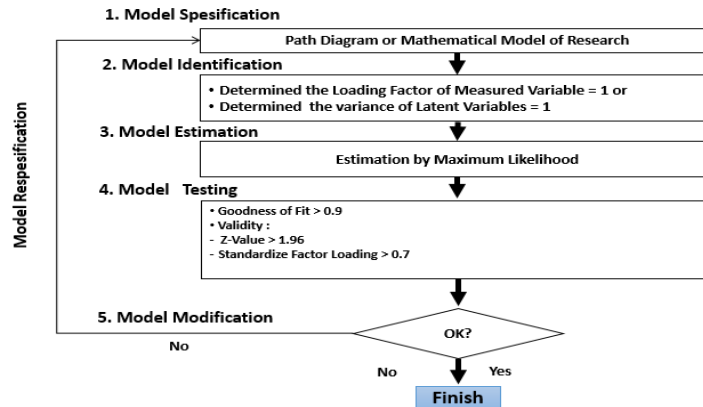 1. Model Spesification
Path Diagram or Mathematical Model of Research
2. Model Identification
• Determined the Loading Factor of Measured Variable = 1 or
• Determined the variance of Latent Variables = 1
3. Model Estimation
Estimation by Maximum Likelihood
4. Model Testing
• Goodness of Fit > 0.9
• Validity :
- Z-Value > 1.96
- Standardize Factor Loading > 0.7
5. Model Modification
OK?
No
No Yes
Finish
Model Respesification